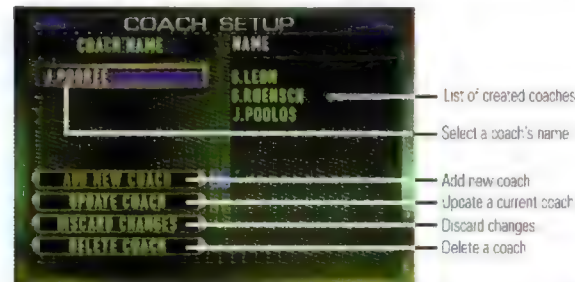 COACH SETUP
COACH NAME
NAME
G.LEON
J.POOLOS
List of created coaches
Select a coach's name
ADD NEW COACH
Add new coach
UPDATE COACH
Update a current coach
DISCARD CHANGES
Discard changes
DELETE COACH
Delete a coach